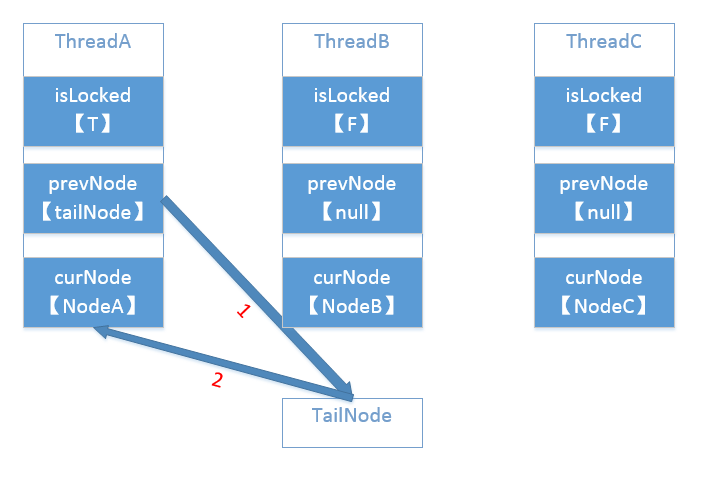 ThreadA
isLocked
【T】
prevNode
【tailNode】
curNode
【NodeA】
ThreadB
isLocked
【F】
prevNode
【null】
curNode
【NodeB】
ThreadC
isLocked
【F】
prevNode
【null】
curNode
【NodeC】
1
2
TailNode